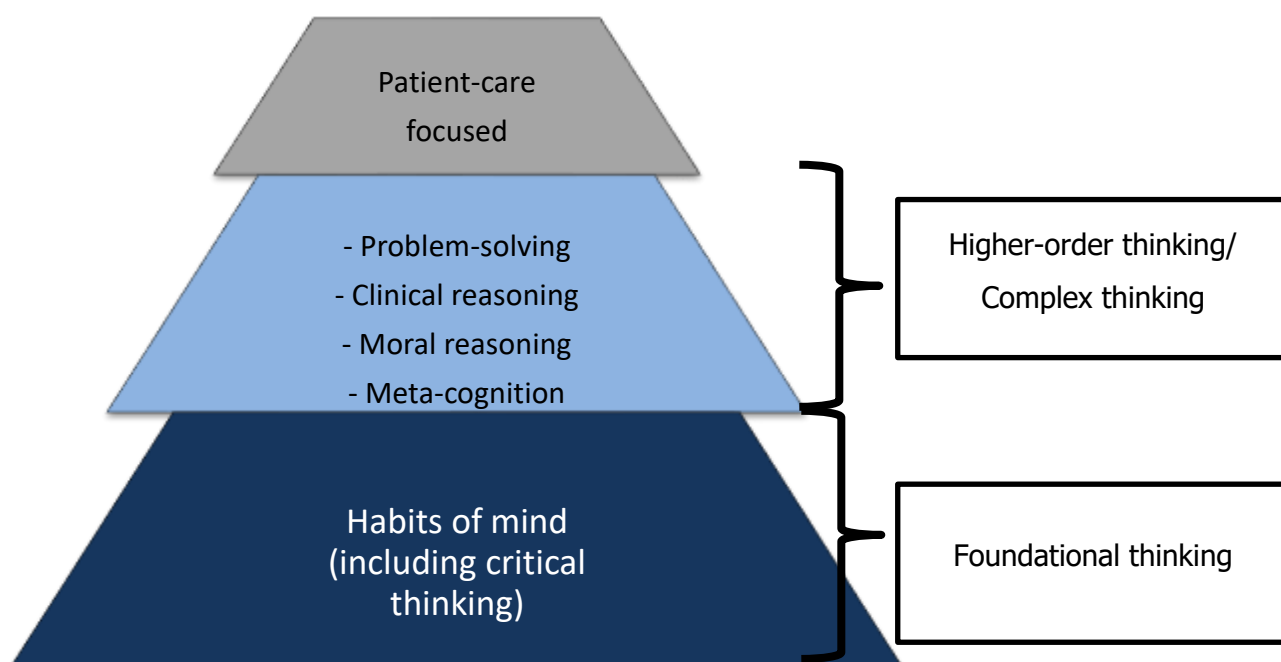 Patient-care
focused
- Problem-solving
- Clinical reasoning
- Moral reasoning
- Meta-cognition
Higher-order thinking/
Complex thinking
Habits of mind
(including critical
thinking)
Foundational thinking